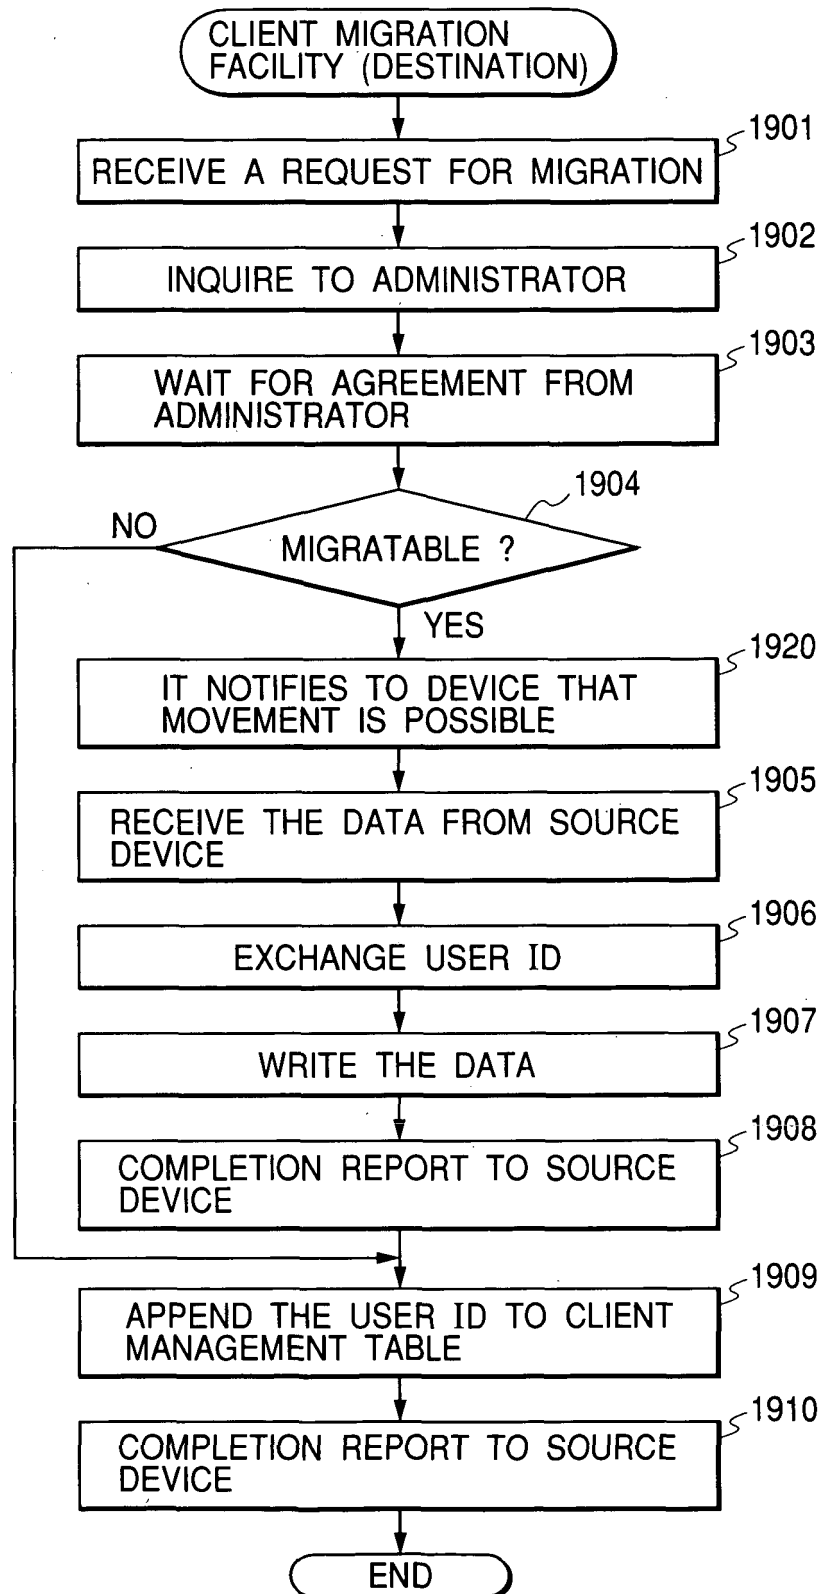 CLIENT MIGRATION
FACILITY (DESTINATION)
1901
RECEIVE A REQUEST FOR MIGRATION
1902
INQUIRE TO ADMINISTRATOR
1903
WAIT FOR AGREEMENT FROM
ADMINISTRATOR
1904
NO
MIGRATABLE ?
YES
1920
IT NOTIFIES TO DEVICE THAT
MOVEMENT IS POSSIBLE
1905
RECEIVE THE DATA FROM SOURCE
DEVICE
1906
EXCHANGE USER ID
1907
WRITE THE DATA
1908
COMPLETION REPORT TO SOURCE
DEVICE
1909
APPEND THE USER ID TO CLIENT
MANAGEMENT TABLE
1910
COMPLETION REPORT TO SOURCE
DEVICE
END